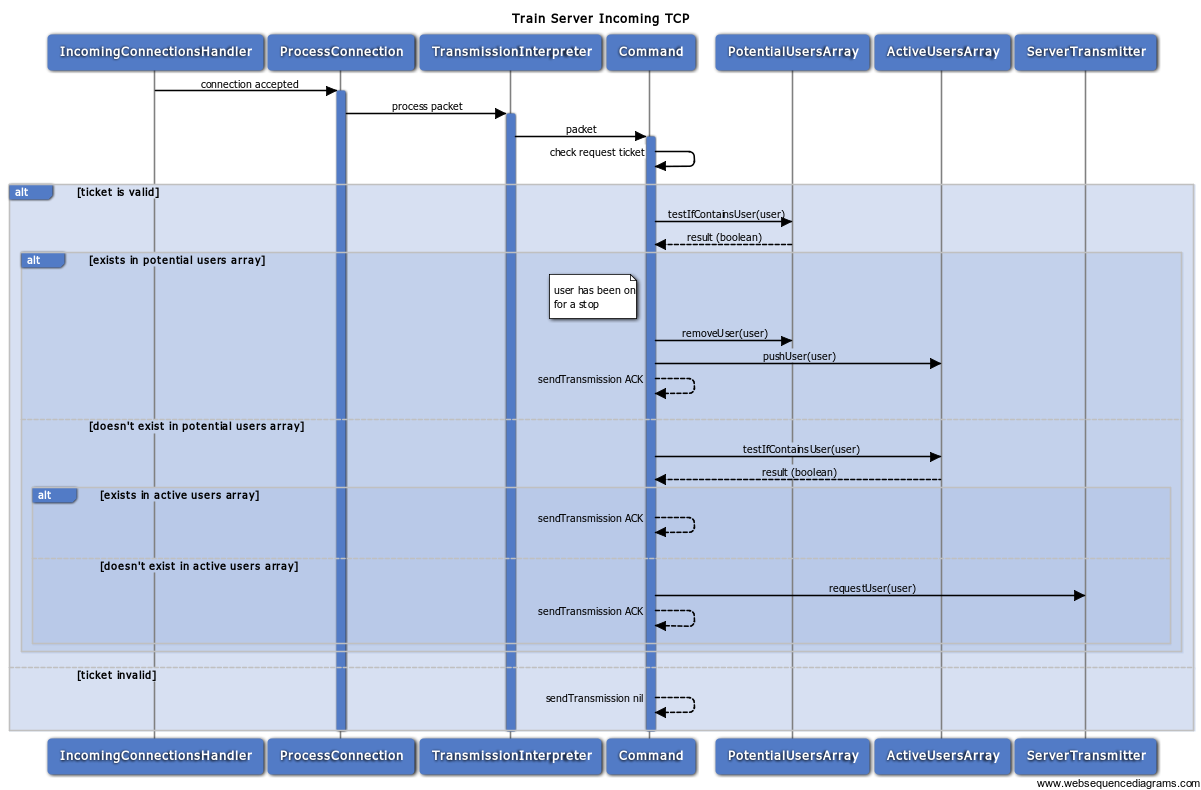 Train Server Incoming TCP
IncomingConnectionsHandler ProcessConnection TransmissionInterpreter Command PotentialUsersArray ActiveUsersArray ServerTransmitter
connection accepted
process packet
packet
check request ticket
alt [ticket is valid]
testIfContainsUser(user)
result (boolean)
alt [exists in potential users array]
user has been on
for a stop
removeUser(user)
pushUser(user)
sendTransmission ACK
[doesn't exist in potential users array]
testIfContainsUser(user)
result (boolean)
alt [exists in active users array]
sendTransmission ACK
[doesn't exist in active users array]
requestUser(user)
sendTransmission ACK
[ticket invalid]
sendTransmission nil
IncomingConnectionsHandler ProcessConnection TransmissionInterpreter Command PotentialUsersArray ActiveUsersArray ServerTransmitter
www.websequencediagrams.com